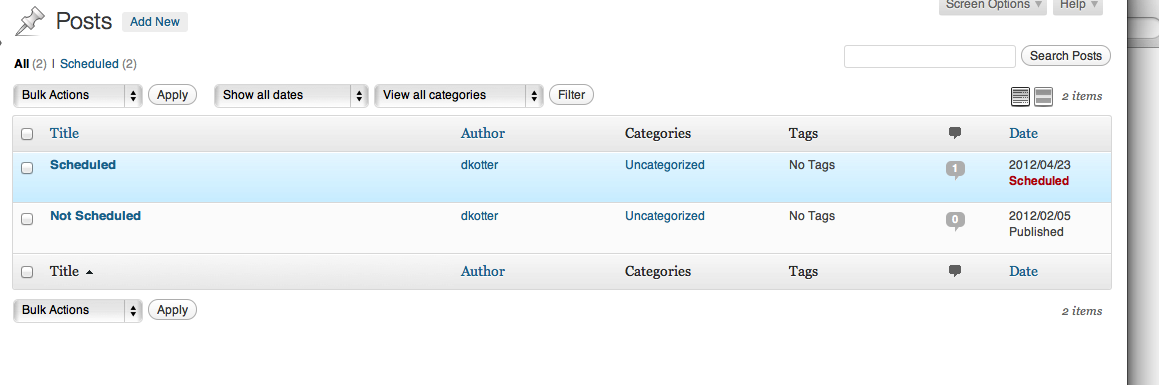 Screen Options Help
Posts Add New
All (2) | Scheduled (2)
Search Posts
Bulk Actions Apply Show all dates View all categories Filter 2 items
Title Author Categories Tags Date
Scheduled dkotter Uncategorized No Tags 1 2012/04/23
Scheduled
Not Scheduled dkotter Uncategorized No Tags 0 2012/02/05
Published
Title Author Categories Tags Date
Bulk Actions Apply 2 items